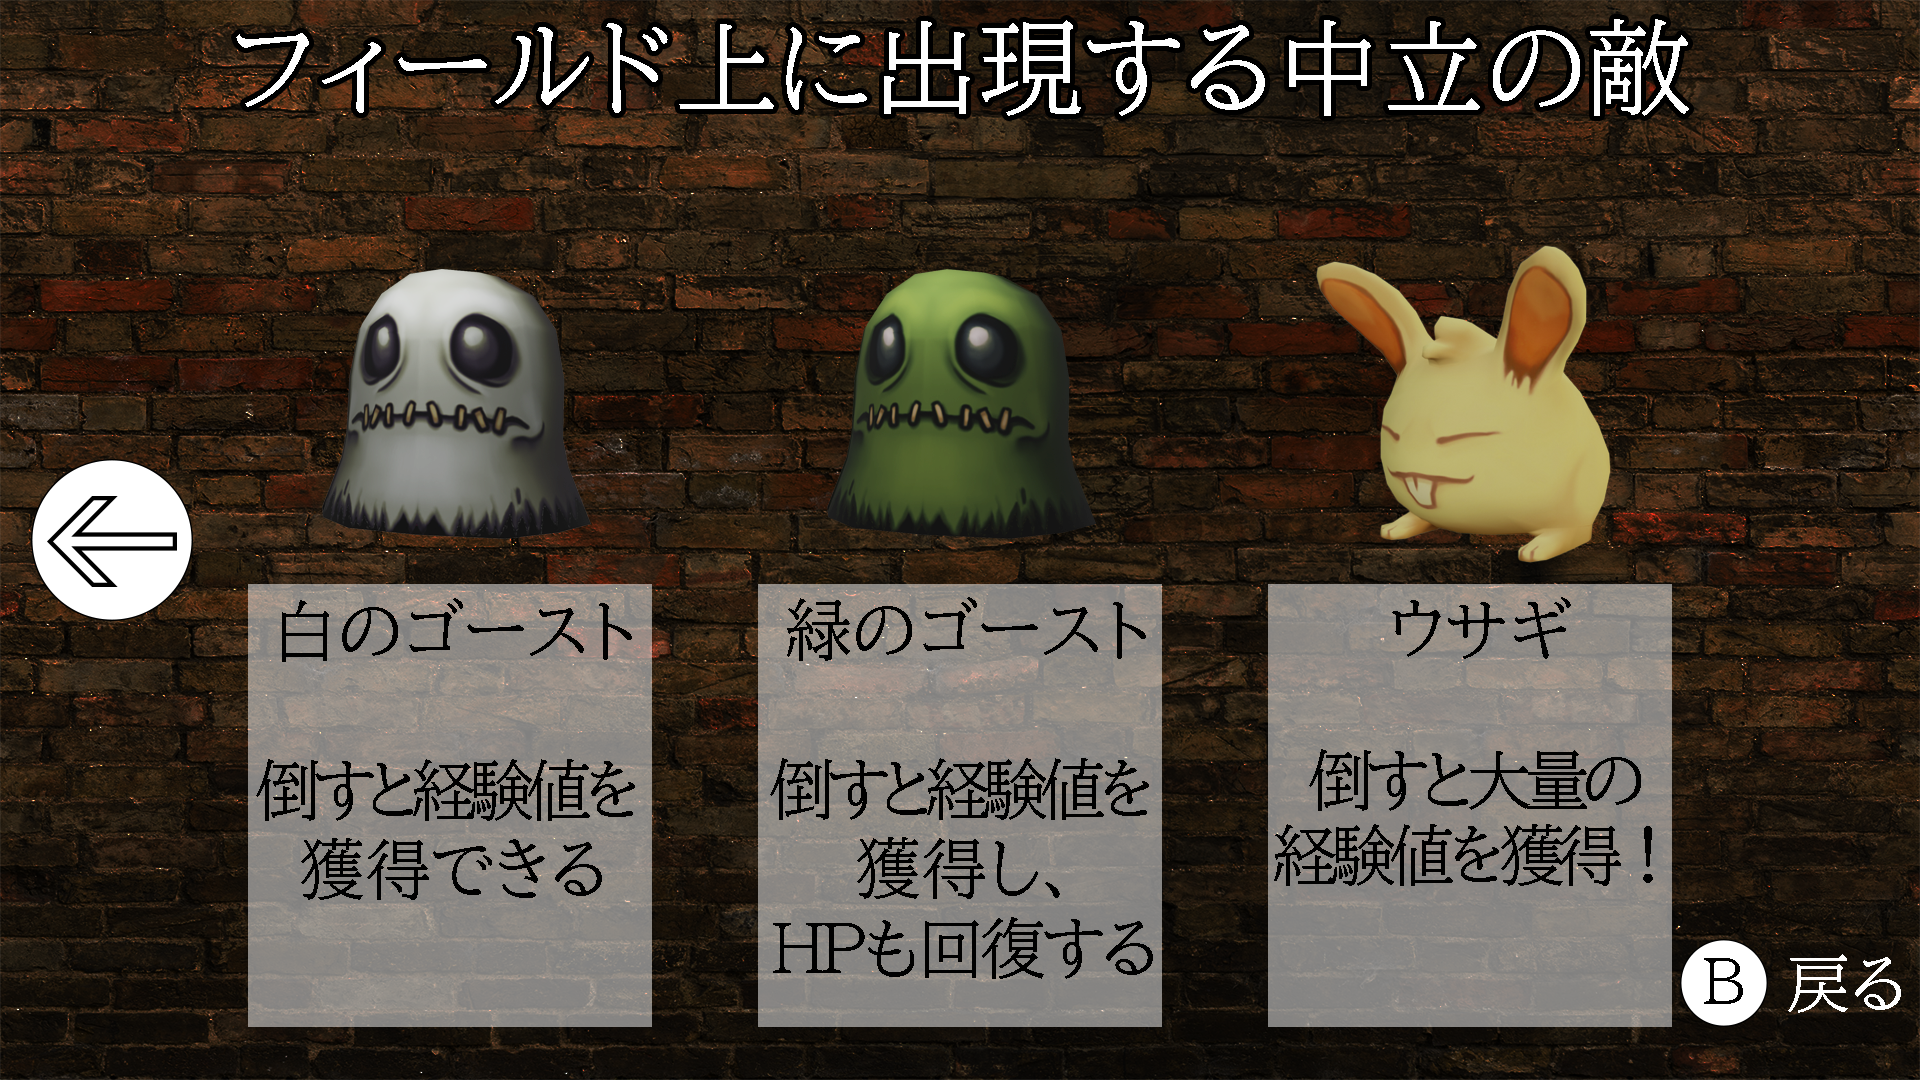 フィールド上に出現する中立の敵
白のゴースト
倒すと経験値を
獲得できる
緑のゴースト
倒すと経験値を
獲得し、
HPも回復する
ウサギ
倒すと大量の
経験値を獲得！
B 戻る